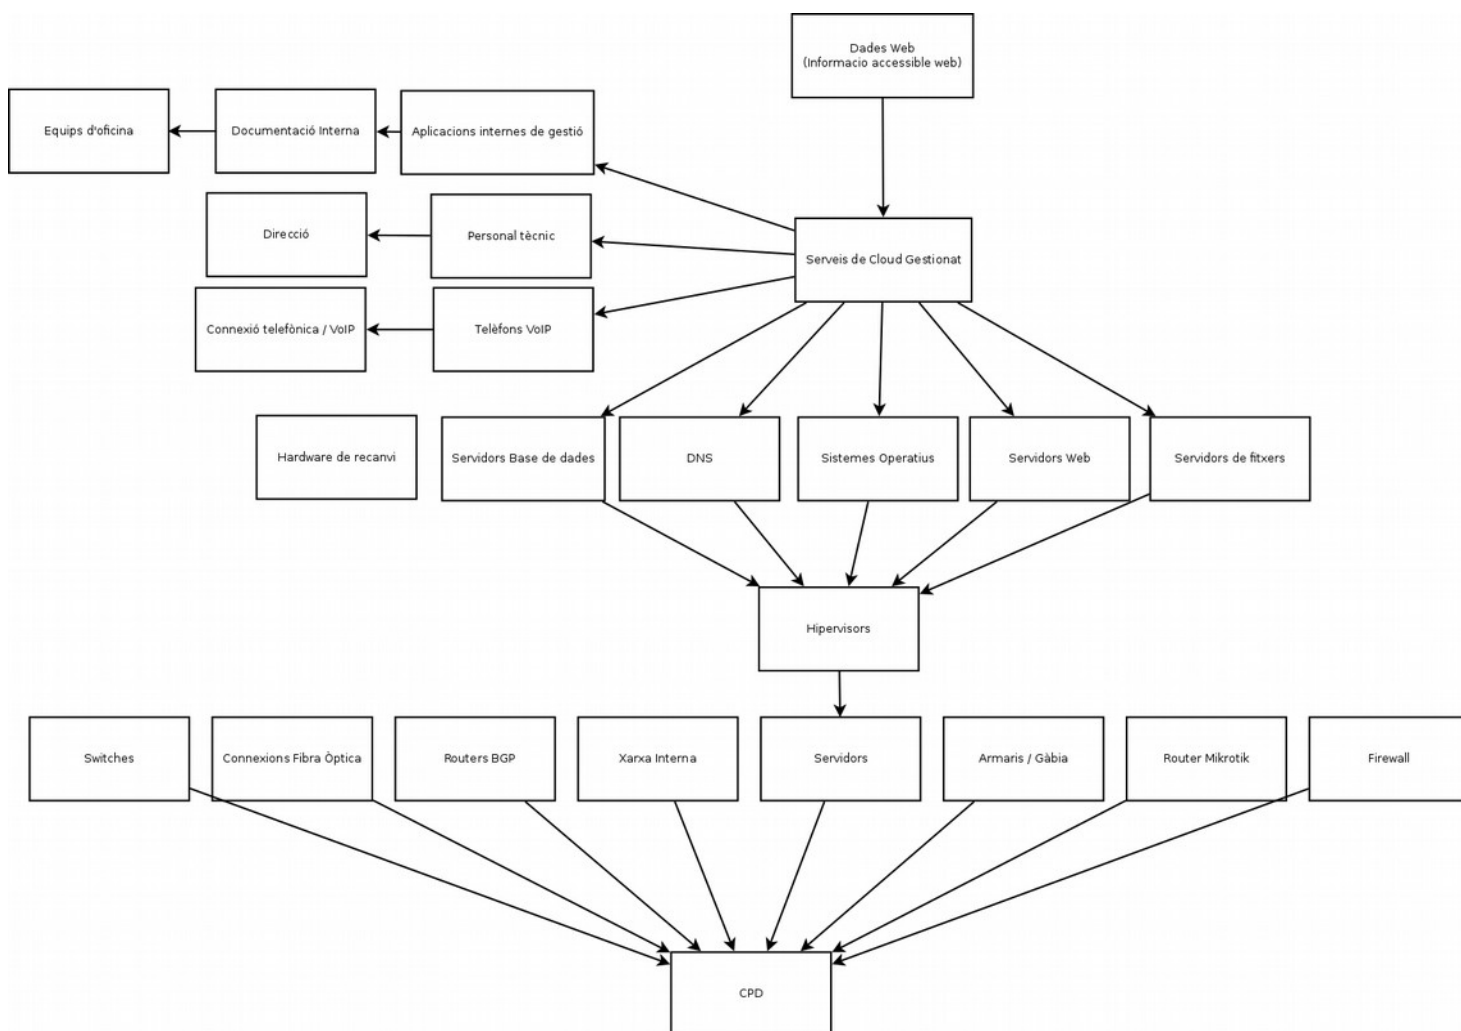 Dades Web
(Informacio accessible web)
Equips d'oficina
Documentació Interna
Aplicacions internes de gestió
Direcció
Personal tècnic
Serveis de Cloud Gestionat
Connexió telefònica / VoIP
Telèfons VoIP
Hardware de recanvi
Servidors Base de dades
DNS
Sistemes Operatius
Servidors Web
Servidors de fitxers
Hipervisors
Switches
Connexions Fibra Òptica
Routers BGP
Xarxa Interna
Servidors
Armaris / Gàbia
Router Mikrotik
Firewall
CPD